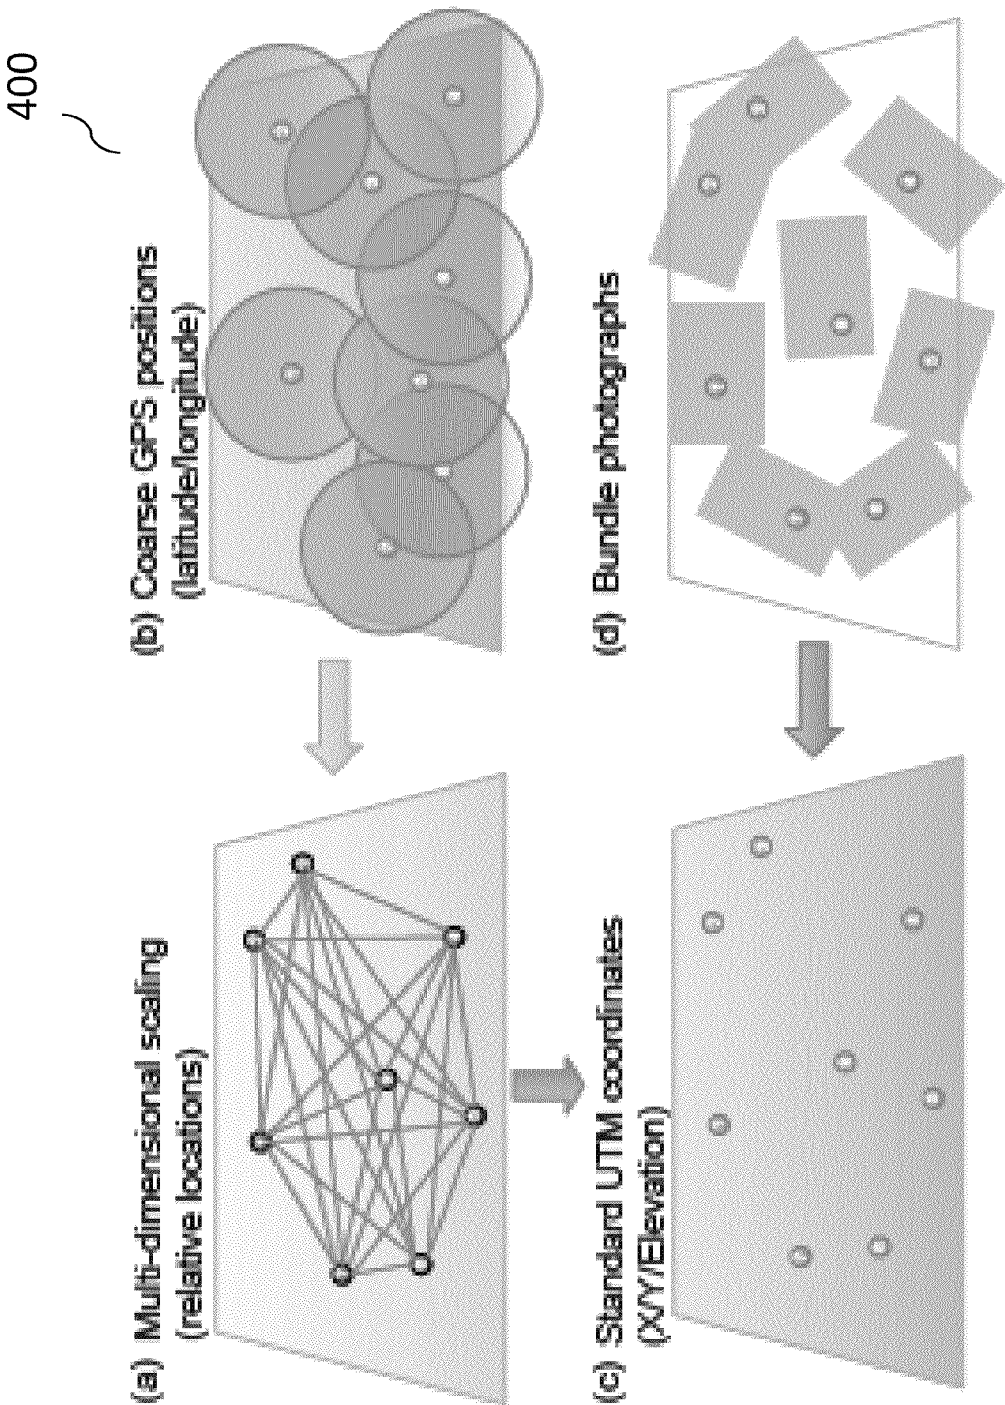 400
(a) Multi-dimensional scaling
(relative locations)
(b) Coarse GPS positions
(latitude/longitude)
(c) Standard UTM coordinates
(X/Y/Elevation)
(d) Bundle photographs